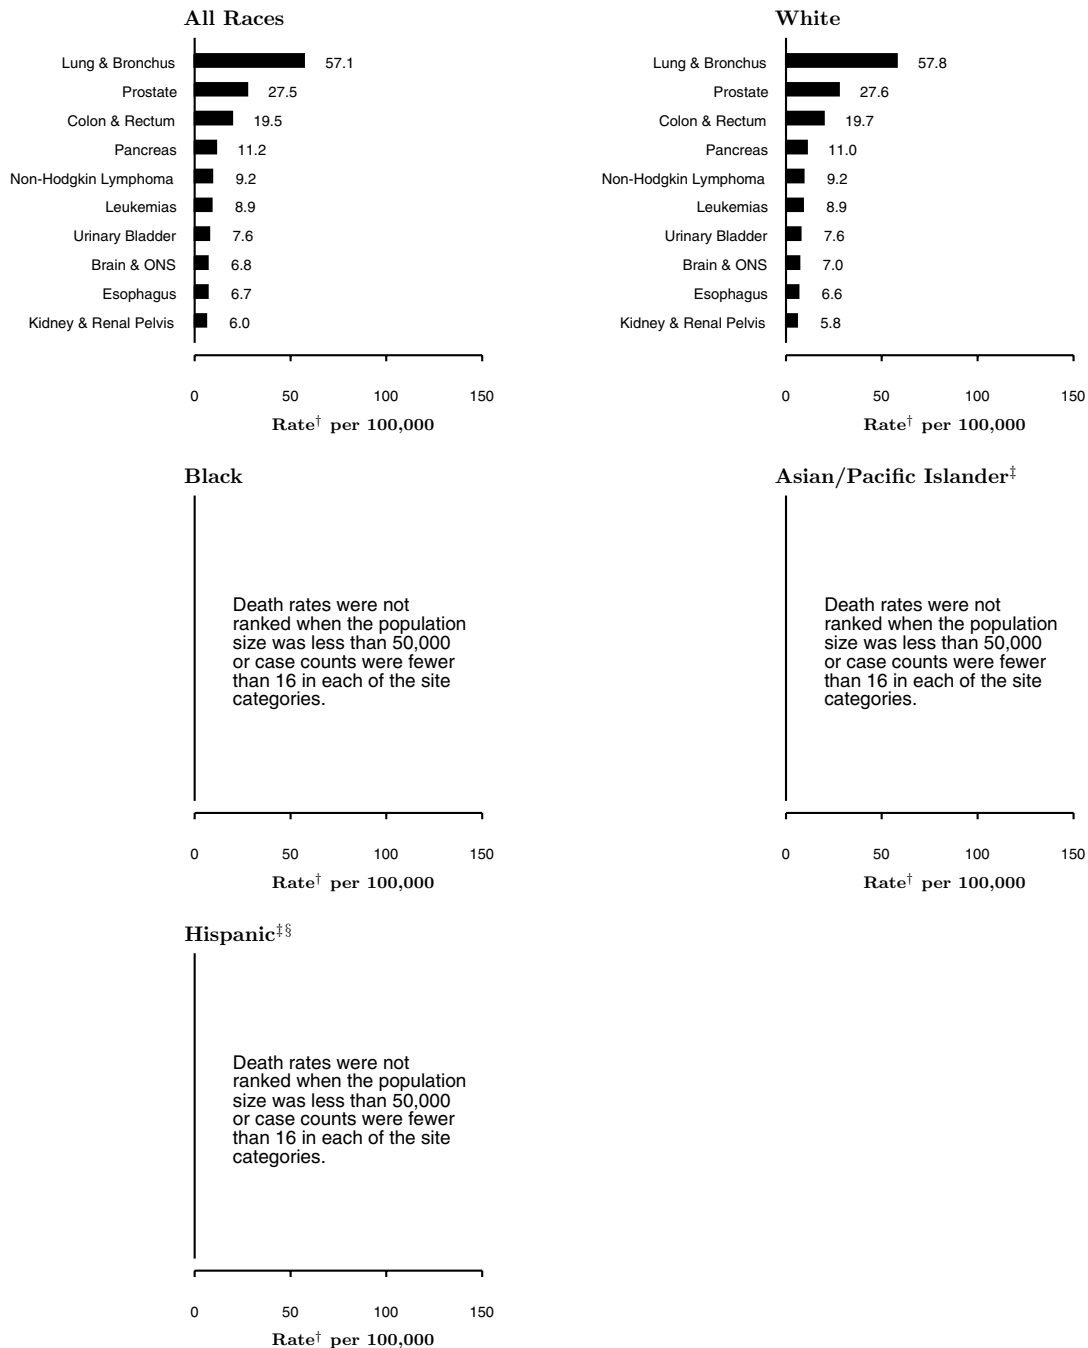 All Races
Lung & Bronchus 57.1
Prostate 27.5
Colon & Rectum 19.5
Pancreas 11.2
Non-Hodgkin Lymphoma 9.2
Leukemias 8.9
Urinary Bladder 7.6
Brain & ONS 6.8
Esophagus 6.7
Kidney & Renal Pelvis 6.0
0 50 100 150
Rate† per 100,000
White
Lung & Bronchus 57.8
Prostate 27.6
Colon & Rectum 19.7
Pancreas 11.0
Non-Hodgkin Lymphoma 9.2
Leukemias 8.9
Urinary Bladder 7.6
Brain & ONS 7.0
Esophagus 6.6
Kidney & Renal Pelvis 5.8
0 50 100 150
Rate† per 100,000
Black
Death rates were not
ranked when the population
size was less than 50,000
or case counts were fewer
than 16 in each of the site
categories.
0 50 100 150
Rate† per 100,000
Asian/Pacific Islander‡
Death rates were not
ranked when the population
size was less than 50,000
or case counts were fewer
than 16 in each of the site
categories.
0 50 100 150
Rate† per 100,000
Hispanic‡§
Death rates were not
ranked when the population
size was less than 50,000
or case counts were fewer
than 16 in each of the site
categories.
0 50 100 150
Rate† per 100,000